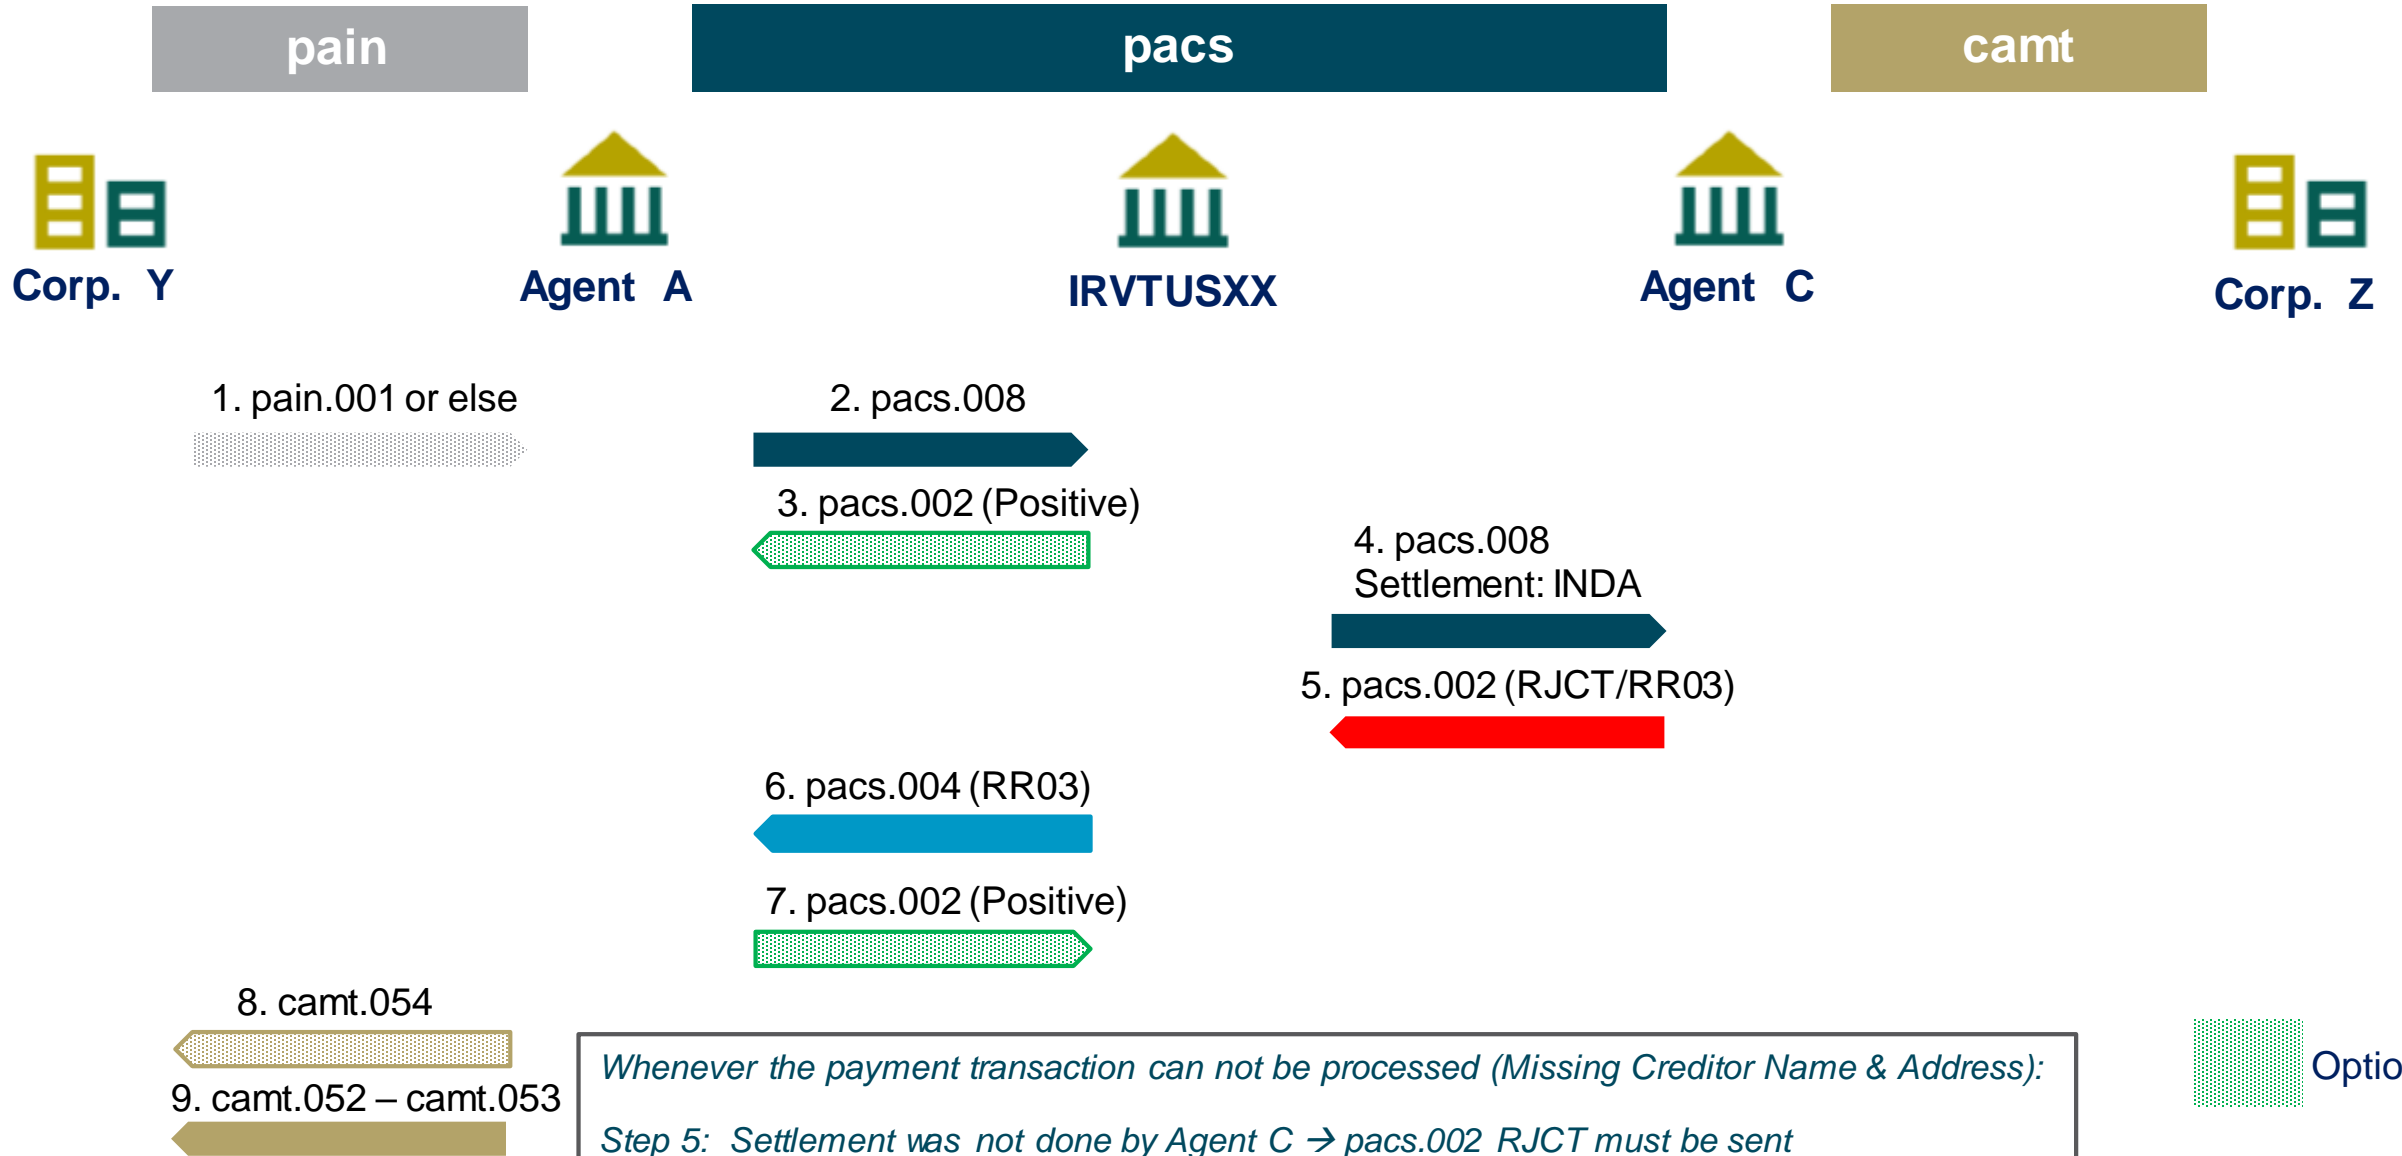 pain
pacs
camt
Corp. Y
Agent A
IRVTUSXX
Agent C
Corp. Z
1. pain.001 or else
2. pacs.008
3. pacs.002 (Positive)
4. pacs.008
Settlement: INDA
5. pacs.002 (RJCT/RR03)
6. pacs.004 (RR03)
7. pacs.002 (Positive)
8. camt.054
9. camt.052 – camt.053
Whenever the payment transaction can not be processed (Missing Creditor Name & Address):
Step 5: Settlement was not done by Agent C → pacs.002 RJCT must be sent
Optio